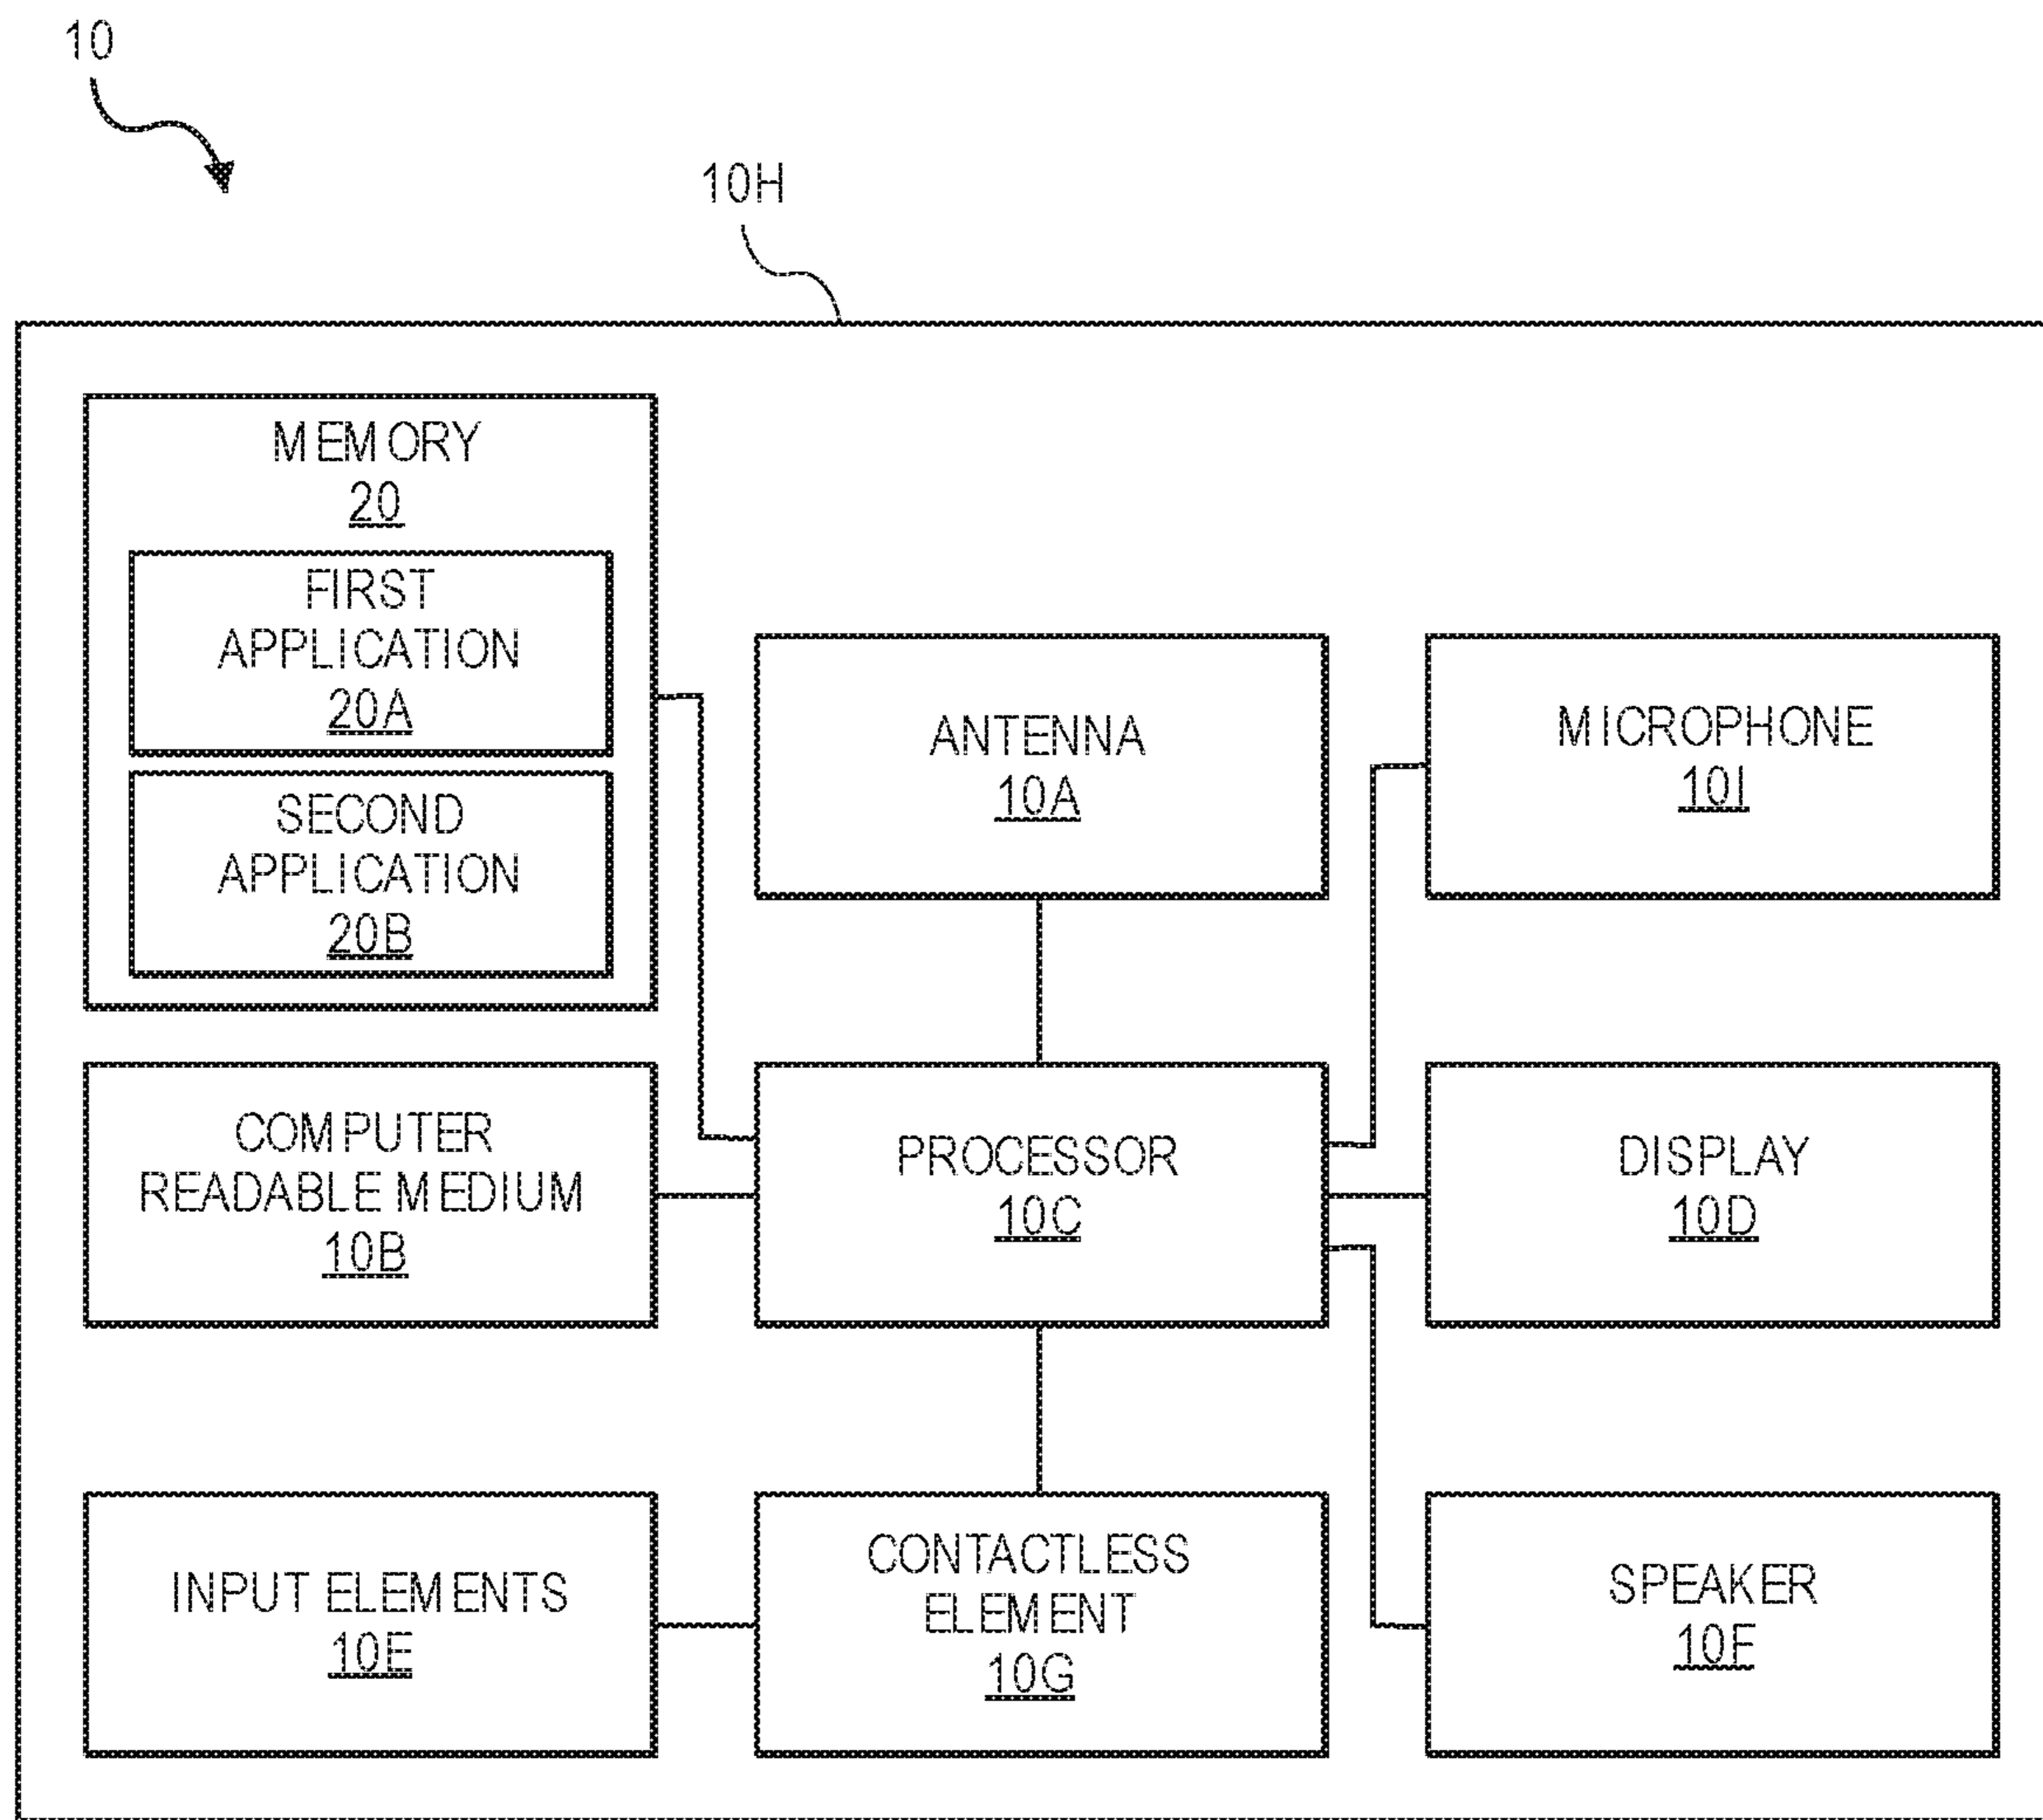 10
10H
MEMORY
20
FIRST
APPLICATION
20A
SECOND
APPLICATION
20B
ANTENNA
10A
MICROPHONE
10I
COMPUTER
READABLE MEDIUM
10B
PROCESSOR
10C
DISPLAY
10D
INPUT ELEMENTS
10E
CONTACTLESS
ELEMENT
10G
SPEAKER
10F